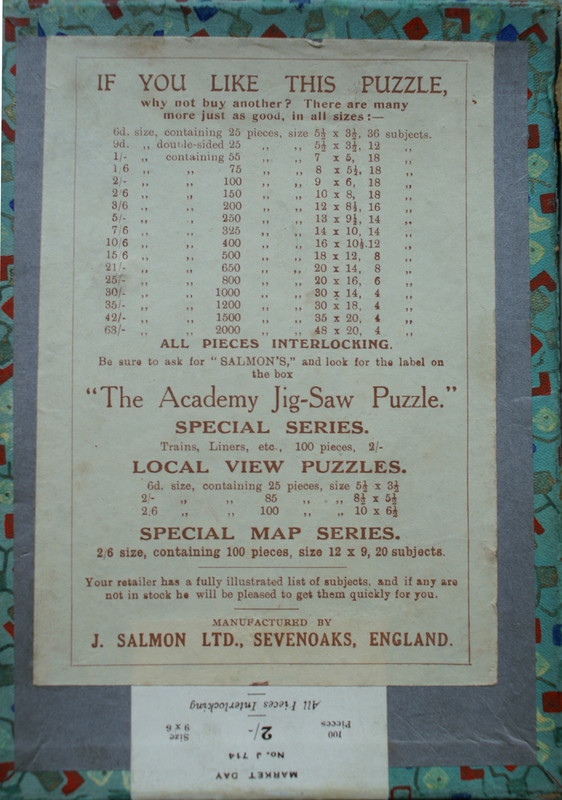 IF YOU LIKE THIS PUZZLE,
why not buy another? There are many
more just as good, in all sizes:—
6d. size, containing 25 pieces, size 5½ x 3½, 36 subjects.
9d. ,, double-sided 25 ,, ,, 5½ x 3½, 12 ,,
1/- ,, containing 55 ,, ,, 7 x 5, 18 ,,
1/6 ,, ,, 75 ,, ,, 8 x 5½, 18 ,,
2/- ,, ,, 100 ,, ,, 9 x 6, 18 ,,
2/6 ,, ,, 150 ,, ,, 10 x 8, 18 ,,
3/6 ,, ,, 200 ,, ,, 12 x 8½, 16 ,,
5/- ,, ,, 250 ,, ,, 13 x 9½, 14 ,,
7/6 ,, ,, 325 ,, ,, 14 x 10, 14 ,,
10/6 ,, ,, 400 ,, ,, 16 x 10½, 12 ,,
15/6 ,, ,, 500 ,, ,, 18 x 12, 8 ,,
21/- ,, ,, 650 ,, ,, 20 x 14, 8 ,,
25/- ,, ,, 800 ,, ,, 20 x 16, 6 ,,
30/- ,, ,, 1000 ,, ,, 30 x 14, 4 ,,
35/- ,, ,, 1200 ,, ,, 30 x 18, 4 ,,
42/- ,, ,, 1500 ,, ,, 35 x 20, 4 ,,
63/- ,, ,, 2000 ,, ,, 48 x 20, 4 ,,
ALL PIECES INTERLOCKING.
Be sure to ask for "SALMON'S," and look for the label on
the box
"The Academy Jig-Saw Puzzle."
SPECIAL SERIES.
Trains, Liners, etc., 100 pieces, 2/-
LOCAL VIEW PUZZLES.
6d. size, containing 25 pieces, size 5½ x 3½
2/- ,, ,, 85 ,, ,, 8½ x 5½
2/6 ,, ,, 100 ,, ,, 10 x 6½
SPECIAL MAP SERIES.
2/6 size, containing 100 pieces, size 12 x 9, 20 subjects.
Your retailer has a fully illustrated list of subjects, and if any are
not in stock he will be pleased to get them quickly for you.
MANUFACTURED BY
J. SALMON LTD., SEVENOAKS, ENGLAND.
MARKET DAY
No. J 714
100 Pieces 2/- Size 9 x 6
All Pieces Interlocking